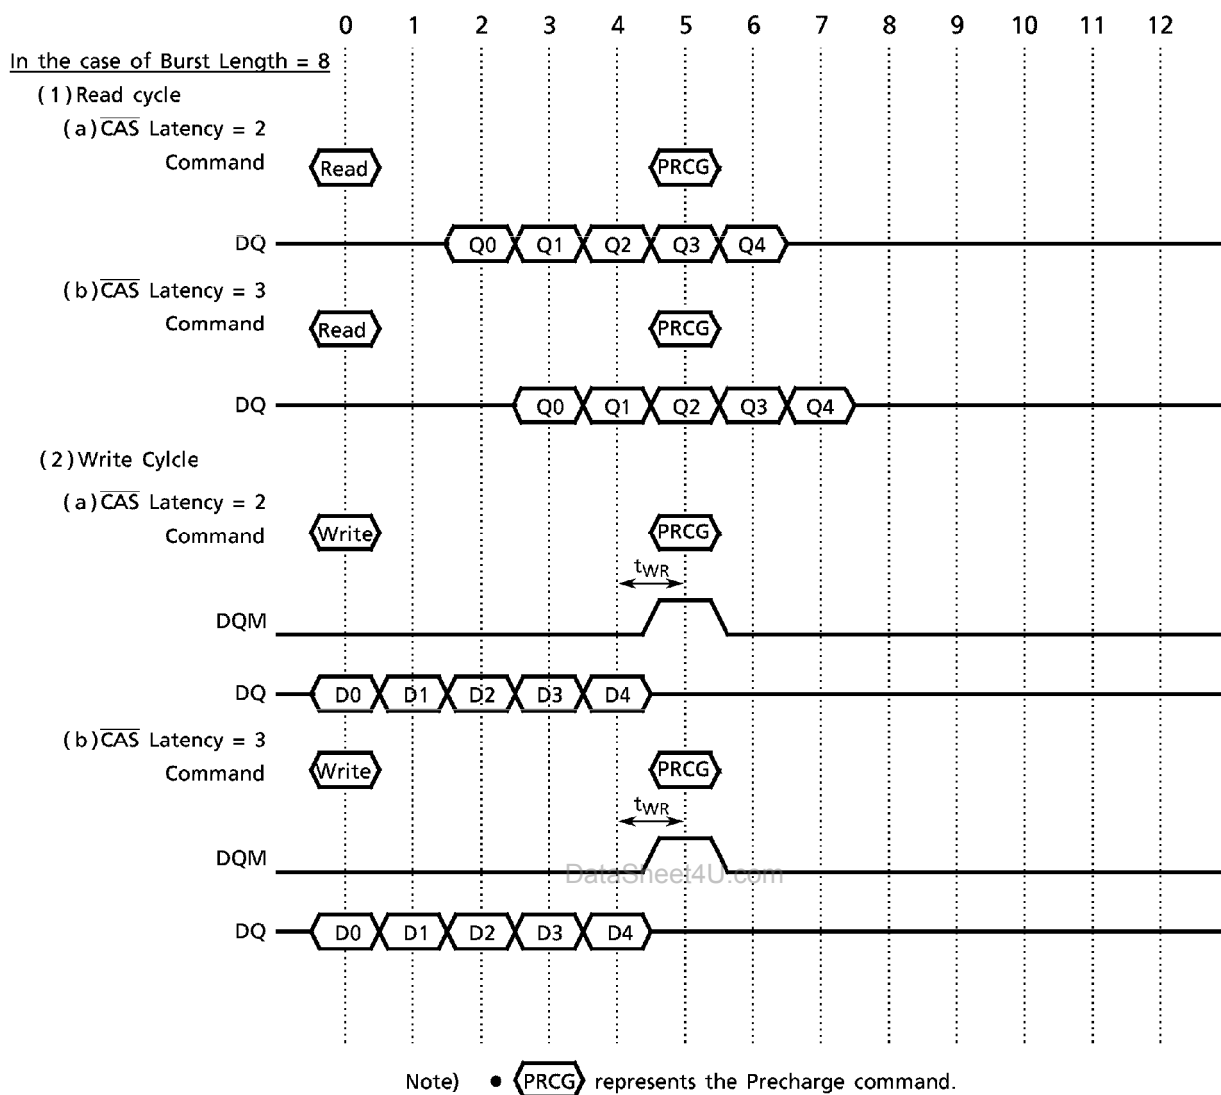 0 1 2 3 4 5 6 7 8 9 10 11 12
In the case of Burst Length = 8
(1) Read cycle
(a) CAS Latency = 2
Command Read PRCG
DQ Q0 Q1 Q2 Q3 Q4
(b) CAS Latency = 3
Command Read PRCG
DQ Q0 Q1 Q2 Q3 Q4
(2) Write Cylcle
(a) CAS Latency = 2
Command Write PRCG
tWR
DQM
DQ D0 D1 D2 D3 D4
(b) CAS Latency = 3
Command Write PRCG
tWR
DQM
DataSheet4U.com
DQ D0 D1 D2 D3 D4
Note) • PRCG represents the Precharge command.